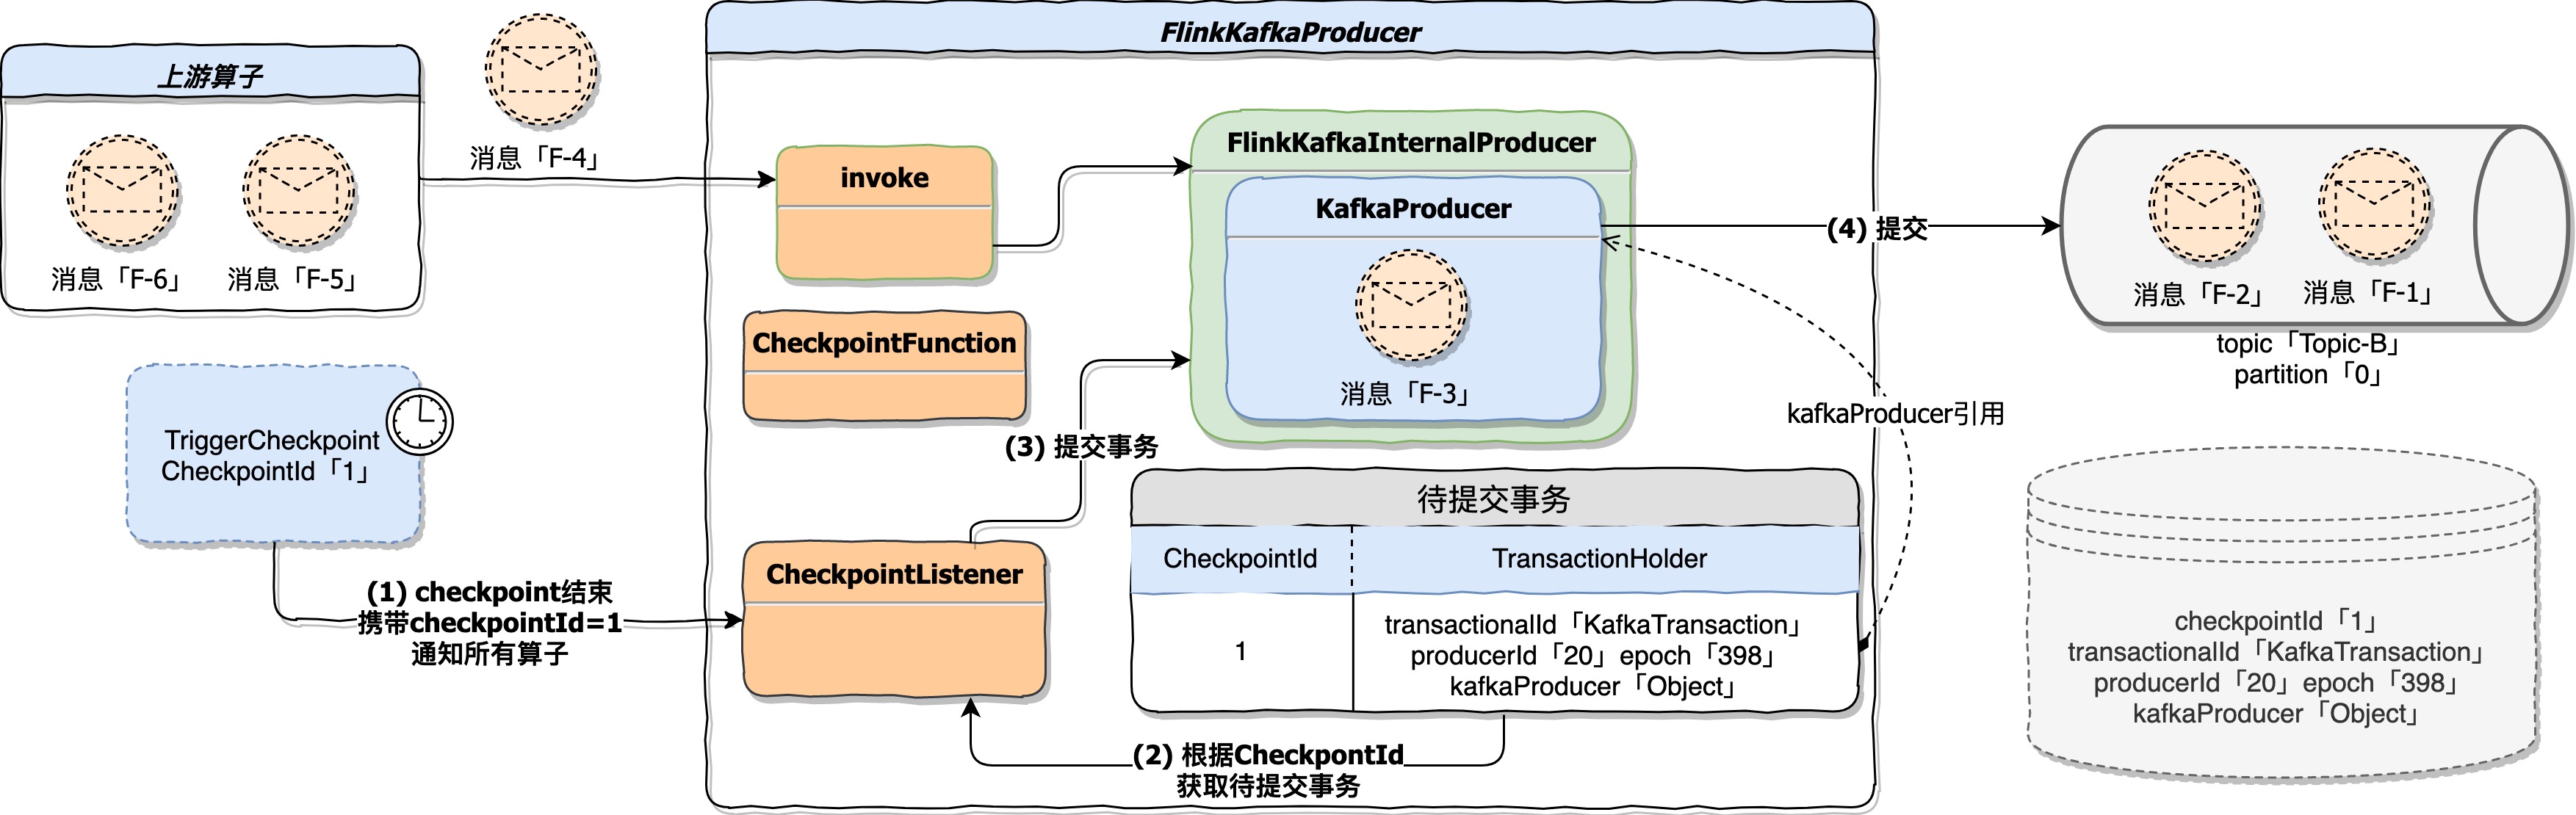 FlinkKafkaProducer
上游算子
消息「F-6」
消息「F-5」
消息「F-4」
invoke
FlinkKafkaInternalProducer
KafkaProducer
消息「F-3」
(4) 提交
消息「F-2」
消息「F-1」
topic「Topic-B」
partition「0」
CheckpointFunction
TriggerCheckpoint
CheckpointId「1」
(3) 提交事务
kafkaProducer引用
(1) checkpoint结束
携带checkpointId=1
通知所有算子
CheckpointListener
待提交事务
CheckpointId
TransactionHolder
1
transactionalId「KafkaTransaction」
producerId「20」epoch「398」
kafkaProducer「Object」
(2) 根据CheckpontId
获取待提交事务
checkpointId「1」
transactionalId「KafkaTransaction」
producerId「20」epoch「398」
kafkaProducer「Object」